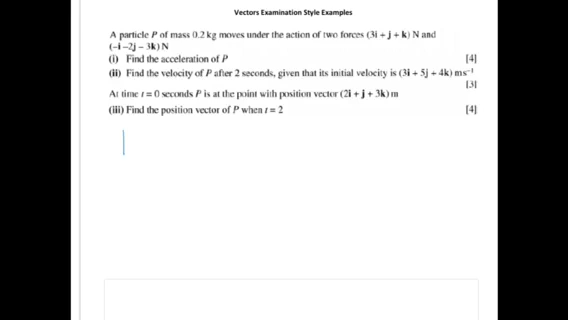 Vectors Examination Style Examples
A particle P of mass 0.2 kg moves under the action of two forces (3i + j + k) N and
(-i -2j - 3k) N
(i) Find the acceleration of P [4]
(ii) Find the velocity of P after 2 seconds, given that its initial velocity is (3i + 5j + 4k) ms⁻¹
[3]
At time t = 0 seconds P is at the point with position vector (2i + j + 3k) m
(iii) Find the position vector of P when t = 2 [4]